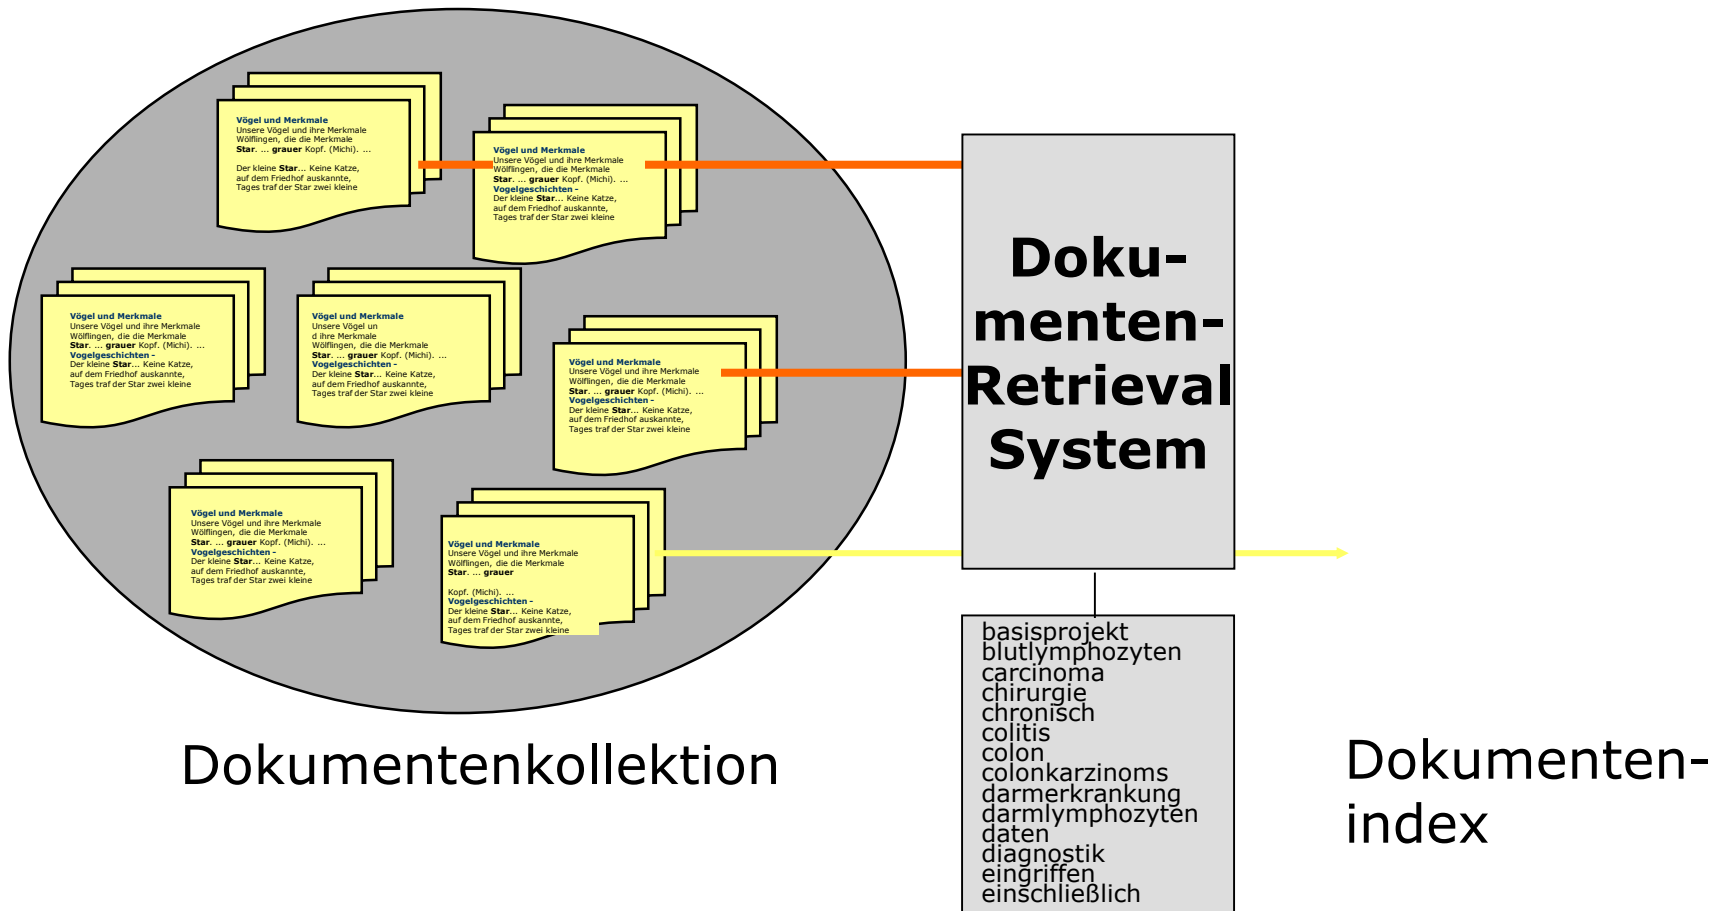 Vögel und Merkmale
Unsere Vögel und ihre Merkmale
Wölflingen, die die Merkmale
Star. ... grauer Kopf. (Michi). ...
Der kleine Star... Keine Katze,
auf dem Friedhof auskannte,
Tages traf der Star zwei kleine
Vögel und Merkmale
Unsere Vögel und ihre Merkmale
Wölflingen, die die Merkmale
Star. ... grauer Kopf. (Michi). ...
Vogelgeschichten –
Der kleine Star... Keine Katze,
auf dem Friedhof auskannte,
Tages traf der Star zwei kleine
Vögel und Merkmale
Unsere Vögel und ihre Merkmale
Wölflingen, die die Merkmale
Star. ... grauer Kopf. (Michi). ...
Vogelgeschichten –
Der kleine Star... Keine Katze,
auf dem Friedhof auskannte,
Tages traf der Star zwei kleine
Vögel und Merkmale
Unsere Vögel un
d ihre Merkmale
Wölflingen, die die Merkmale
Star. ... grauer Kopf. (Michi). ...
Vogelgeschichten –
Der kleine Star... Keine Katze,
auf dem Friedhof auskannte,
Tages traf der Star zwei kleine
Vögel und Merkmale
Unsere Vögel und ihre Merkmale
Wölflingen, die die Merkmale
Star. ... grauer Kopf. (Michi). ...
Vogelgeschichten –
Der kleine Star... Keine Katze,
auf dem Friedhof auskannte,
Tages traf der Star zwei kleine
Vögel und Merkmale
Unsere Vögel und ihre Merkmale
Wölflingen, die die Merkmale
Star. ... grauer Kopf. (Michi). ...
Vogelgeschichten –
Der kleine Star... Keine Katze,
auf dem Friedhof auskannte,
Tages traf der Star zwei kleine
Vögel und Merkmale
Unsere Vögel und ihre Merkmale
Wölflingen, die die Merkmale
Star. ... grauer
Kopf. (Michi). ...
Vogelgeschichten –
Der kleine Star... Keine Katze,
auf dem Friedhof auskannte,
Tages traf der Star zwei kleine
Dokumentenkollektion
Doku-
menten-
Retrieval
System
basisprojekt
blutlymphozyten
carcinoma
chirurgie
chronisch
colitis
colon
colonkarzinoms
darmerkrankung
darmlymphozyten
daten
diagnostik
eingriffen
einschließlich
Dokumenten-
index